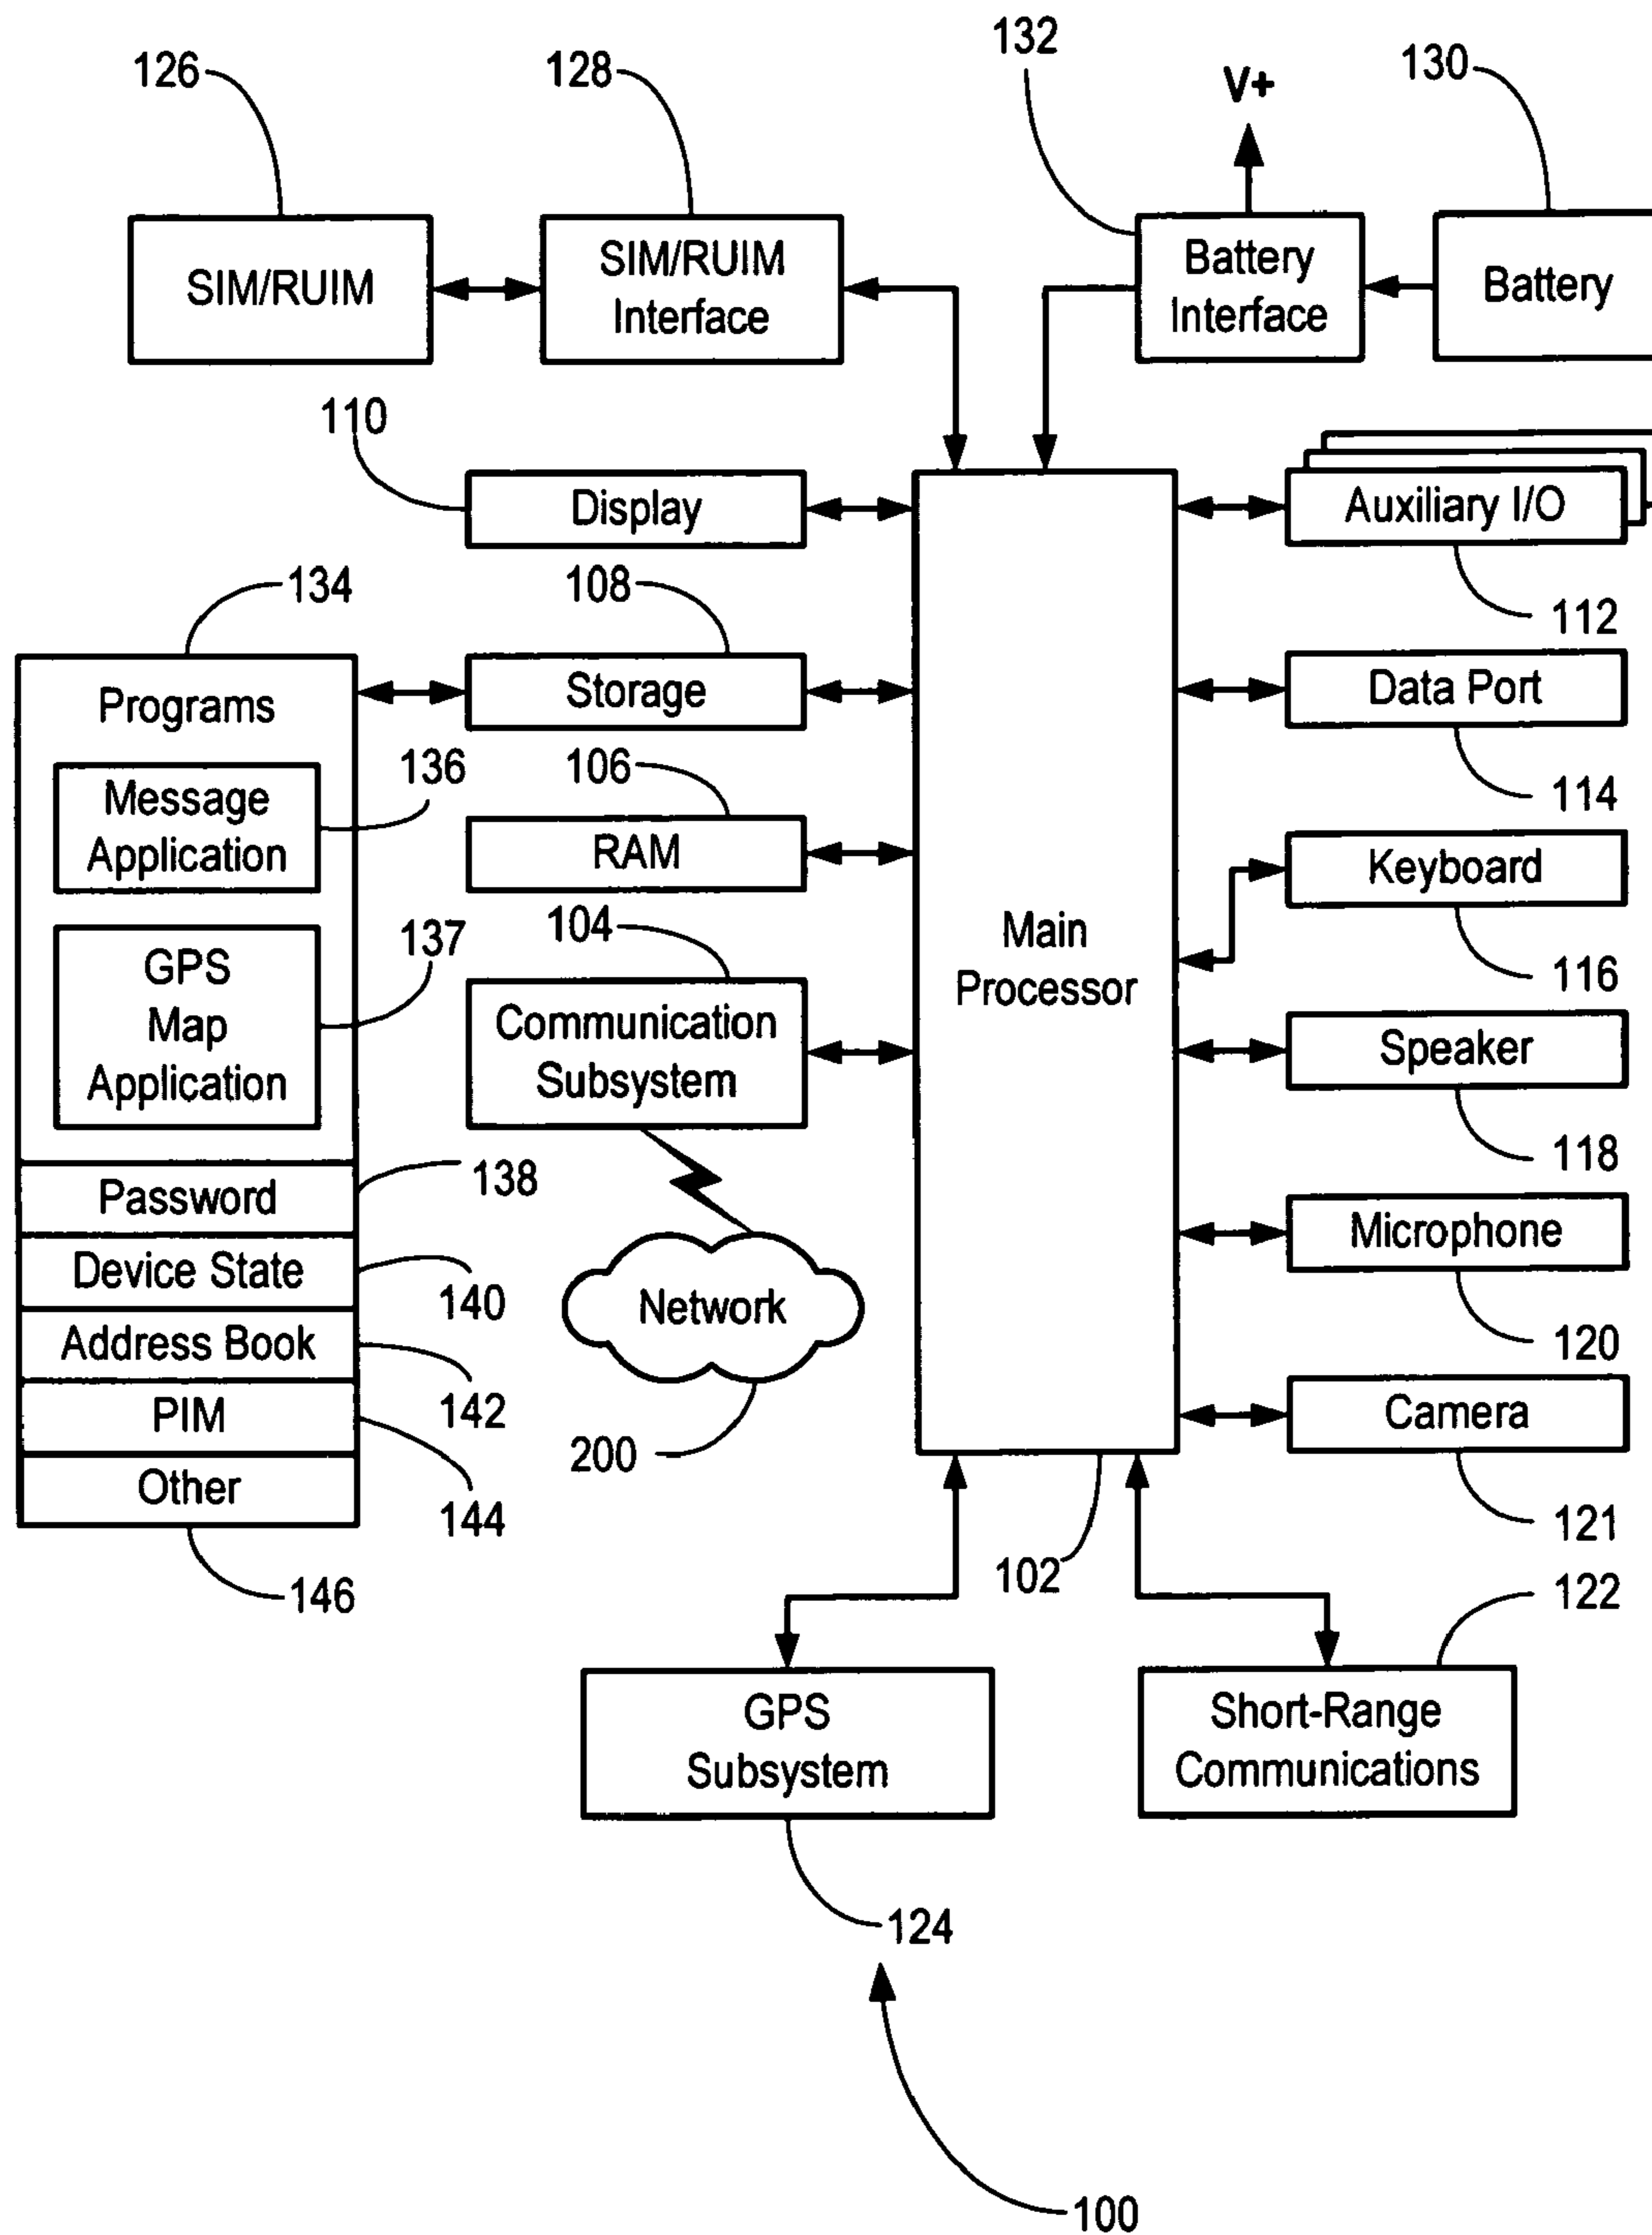 132
130
126
128
V+
SIM/RUIM
SIM/RUIM
Interface
Battery
Interface
Battery
110
Display
Auxiliary I/O
134
108
112
Programs
Storage
Data Port
136
106
114
Message
Application
RAM
Keyboard
137
104
116
GPS
Map
Application
Communication
Subsystem
Main
Processor
Speaker
118
Password
138
Microphone
Device State
140
Network
120
Address Book
142
PIM
200
Camera
Other
144
121
146
102
122
GPS
Subsystem
Short-Range
Communications
124
100